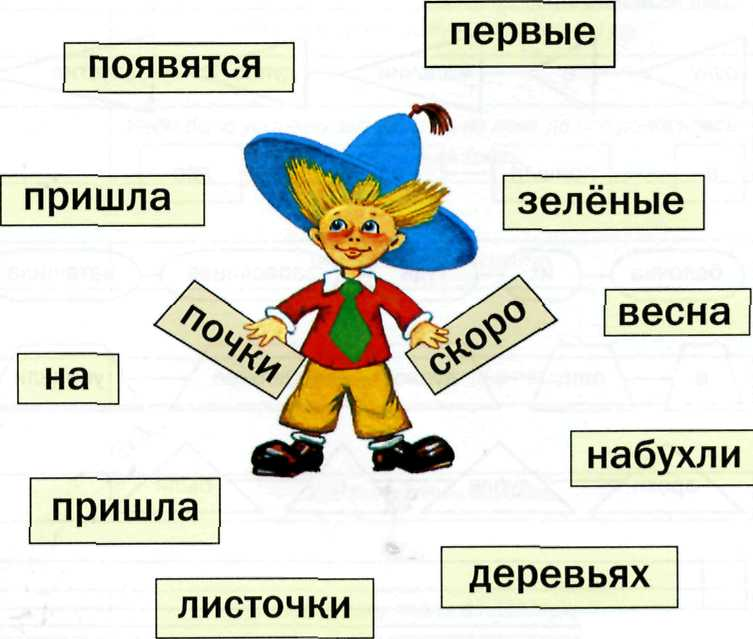 первые
появятся
пришла
зелёные
почки
скоро
весна
на
набухли
пришла
деревьях
листочки